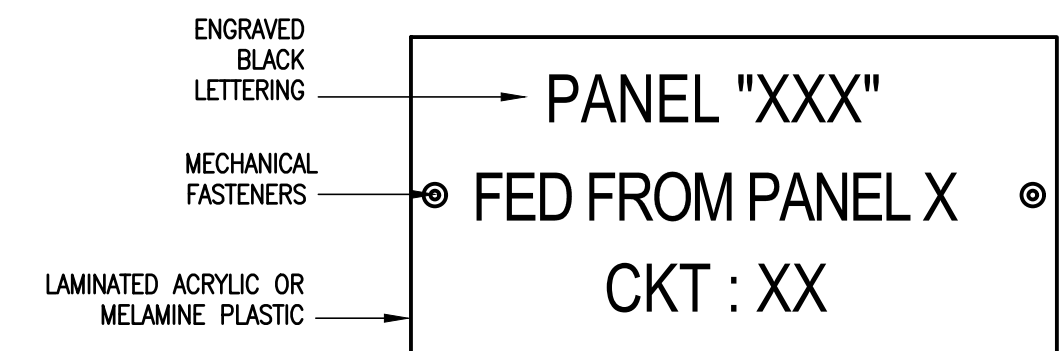 ENGRAVED
BLACK
LETTERING
PANEL "XXX"
MECHANICAL
FASTENERS
FED FROM PANEL X
LAMINATED ACRYLIC OR
MELAMINE PLASTIC
CKT : XX